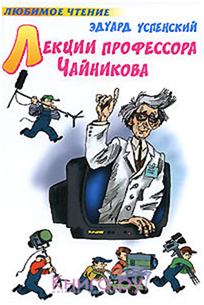 ЛЮБИМОЕ ЧТЕНИЕ
ЭДУАРД УСПЕНСКИЙ
ЛЕКЦИИ ПРОФЕССОРА
ЧАЙНИКОВА